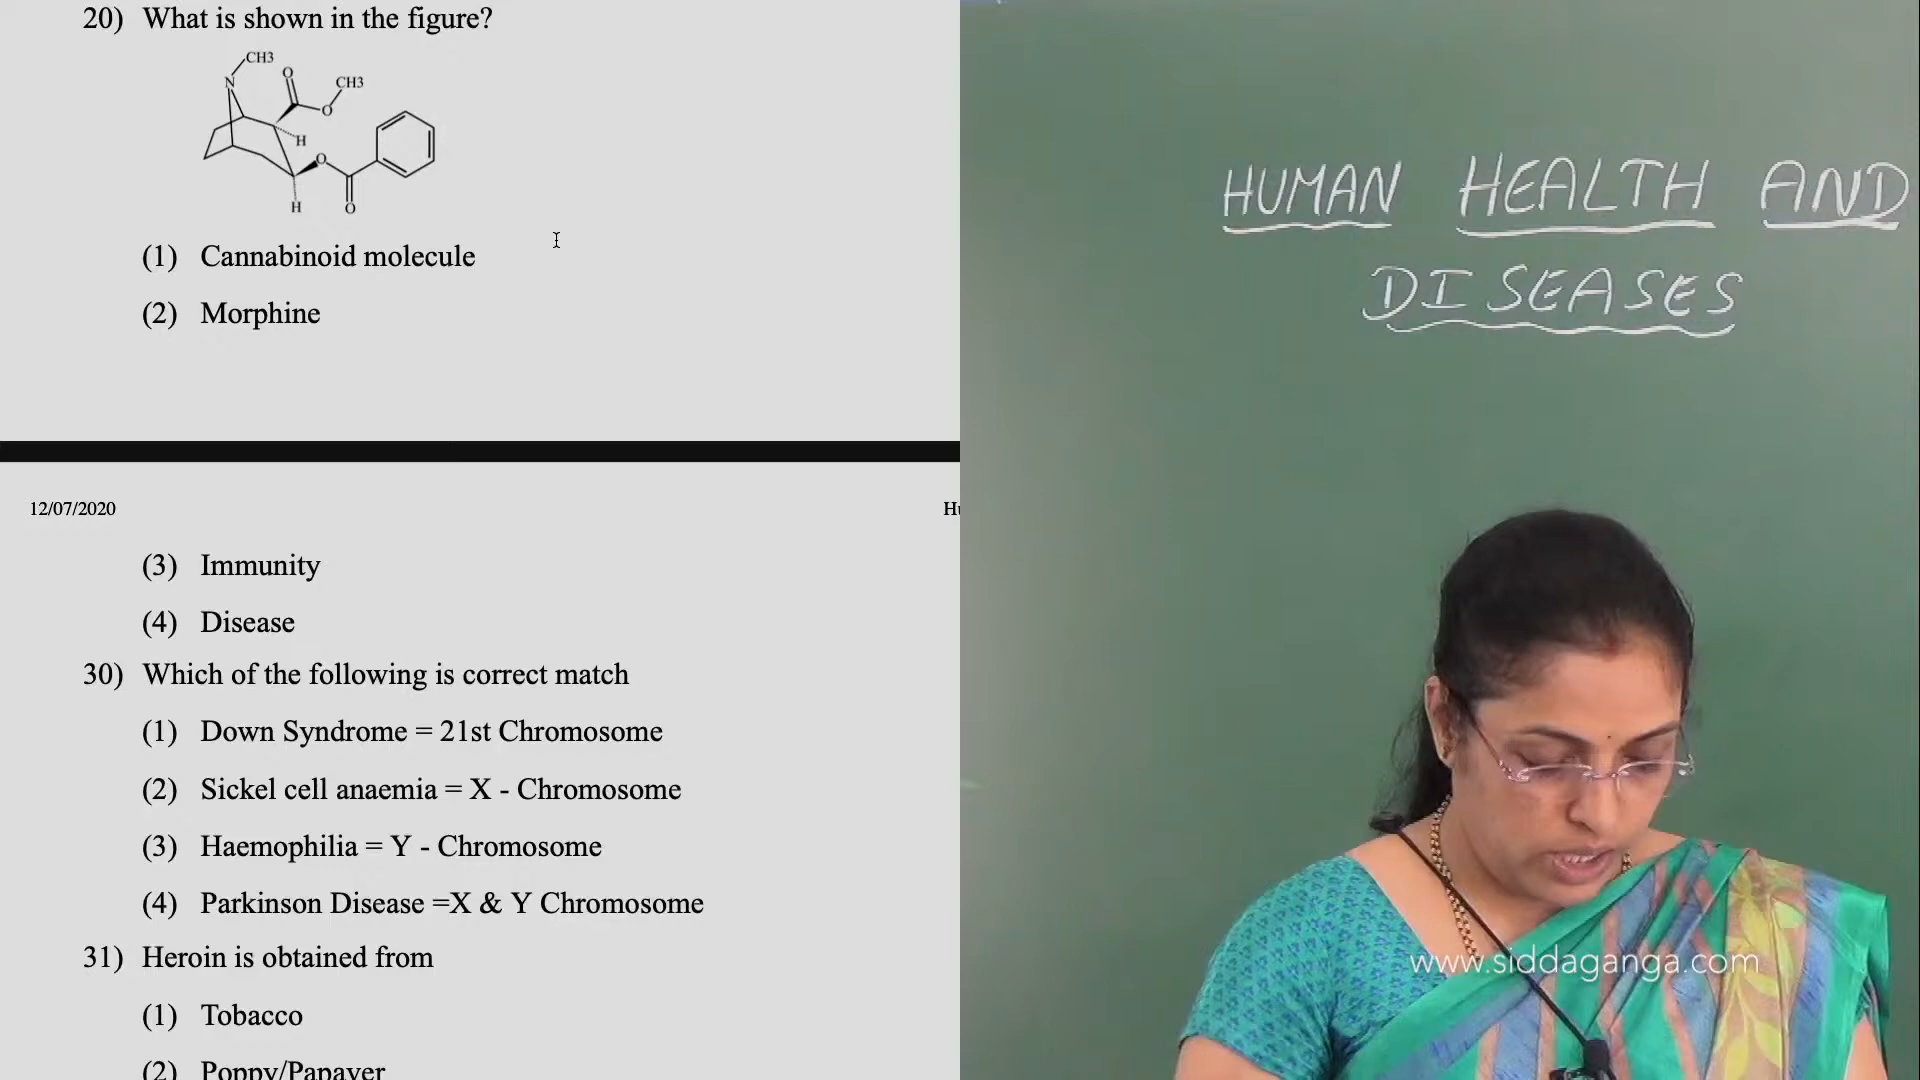 20) What is shown in the figure?
CH3
N
O
CH3
O
H
O
H
O
(1) Cannabinoid molecule
(2) Morphine
12/07/2020
(3) Immunity
(4) Disease
30) Which of the following is correct match
(1) Down Syndrome = 21st Chromosome
(2) Sickel cell anaemia = X - Chromosome
(3) Haemophilia = Y - Chromosome
(4) Parkinson Disease =X & Y Chromosome
31) Heroin is obtained from
(1) Tobacco
(2) Poppy/Papaver
HUMAN HEALTH AND
DISEASES
www.siddaganga.com